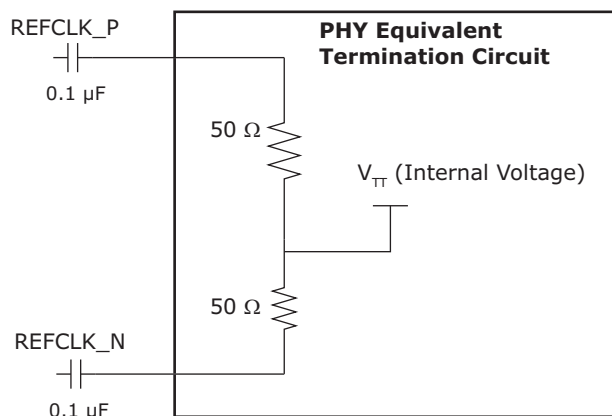 REFCLK_P
0.1 µF
PHY Equivalent
Termination Circuit
50 Ω
V_TT (Internal Voltage)
50 Ω
REFCLK_N
0.1 µF